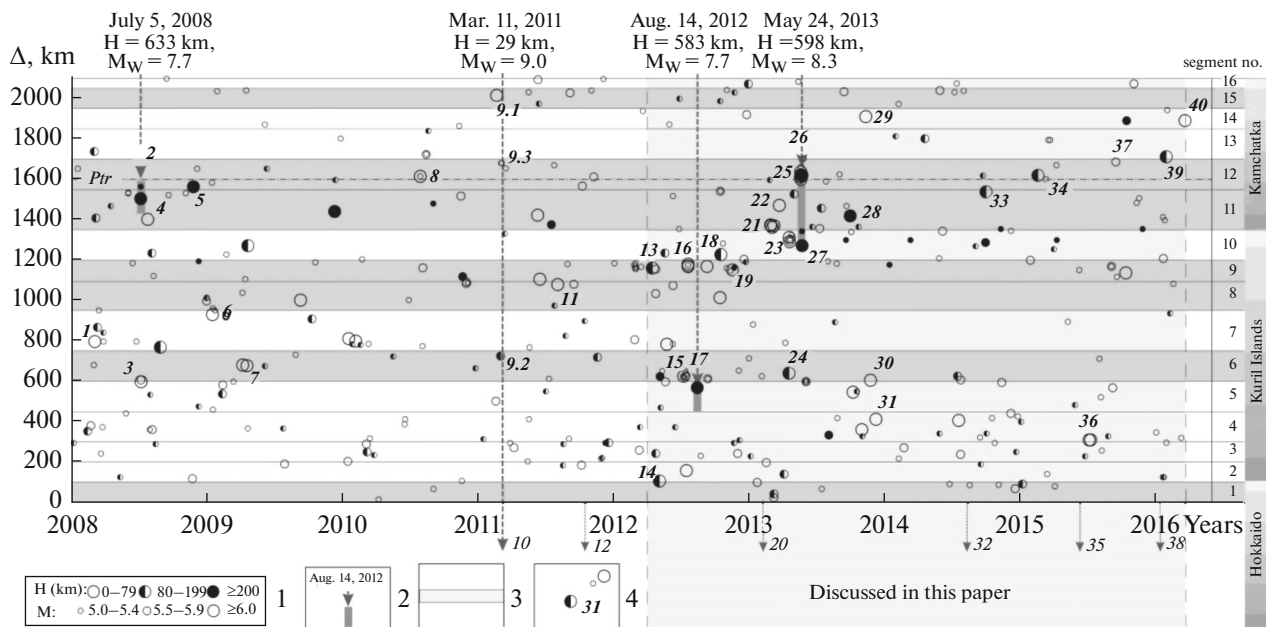 July 5, 2008
H = 633 km,
MW = 7.7
Mar. 11, 2011
H = 29 km,
MW = 9.0
Aug. 14, 2012
H = 583 km,
MW = 7.7
May 24, 2013
H = 598 km,
MW = 8.3
Δ, km
segment no.
2000
1800
1600
1400
1200
1000
800
600
400
200
0
Ptr
1
2
3
4
5
6
7
8
9.1
9.3
9.2
11
13
14
15
16
17
18
19
21
22
23
24
25
26
27
28
29
30
31
33
34
36
37
39
40
16
15
14
13
12
11
10
9
8
7
6
5
4
3
2
1
Kamchatka
Kuril Islands
Hokkaido
2008 2009 2010 2011 2012 2013 2014 2015 2016 Years
10 12 20 32 35 38
H (km): 0–79 80–199 ≥200
M: 5.0–5.4 5.5–5.9 ≥6.0
1
Aug. 14, 2012
2
3
31
4
Discussed in this paper